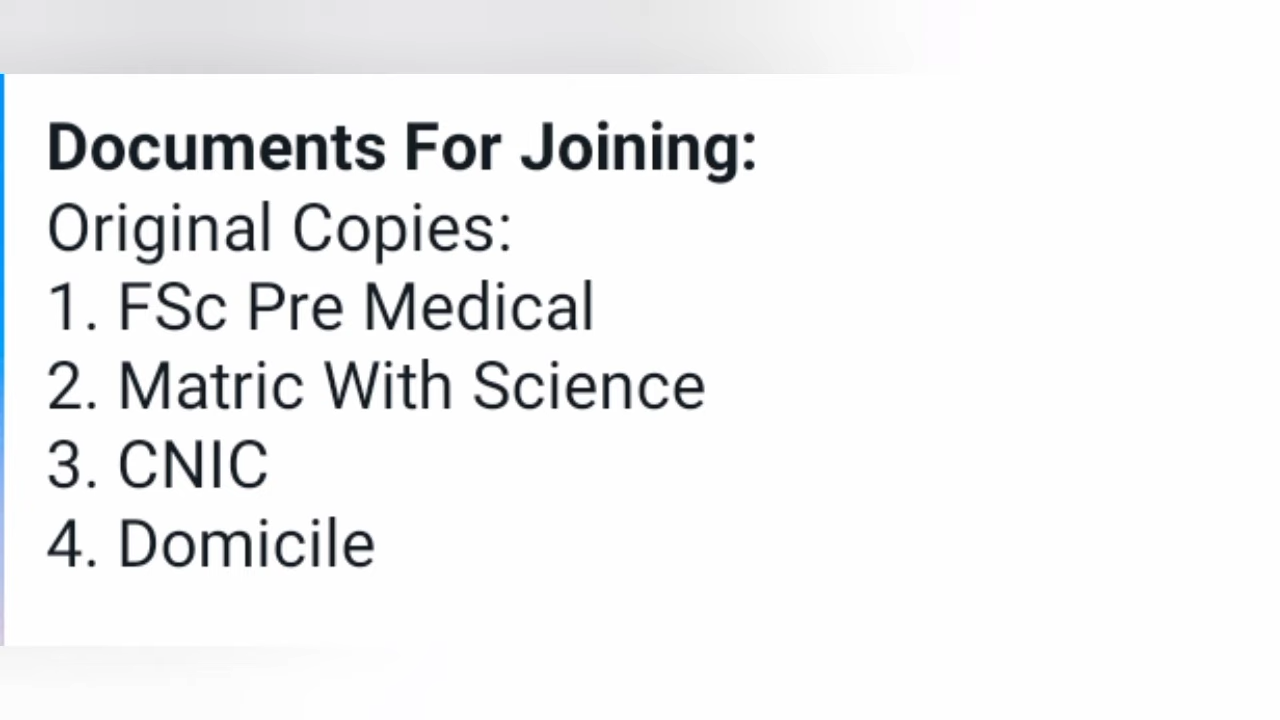 Documents For Joining:
Original Copies:
1. FSc Pre Medical
2. Matric With Science
3. CNIC
4. Domicile